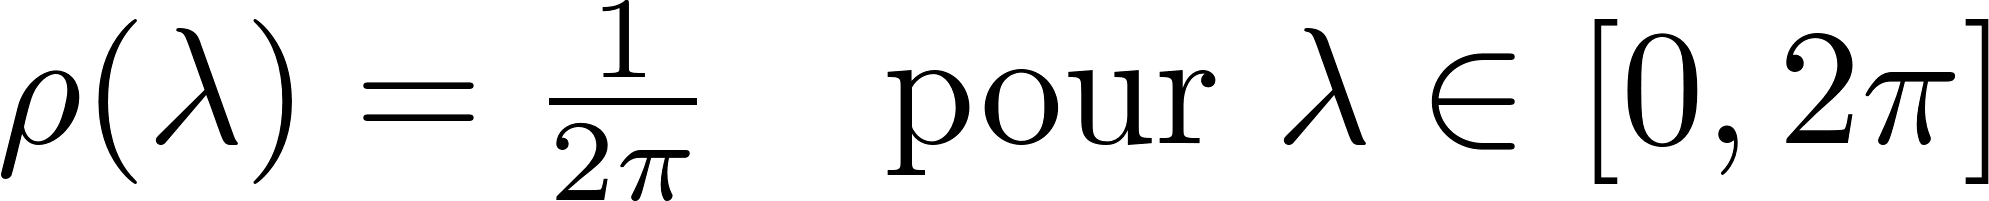 ρ(λ) = 1/2π pour λ ∈ [0, 2π]